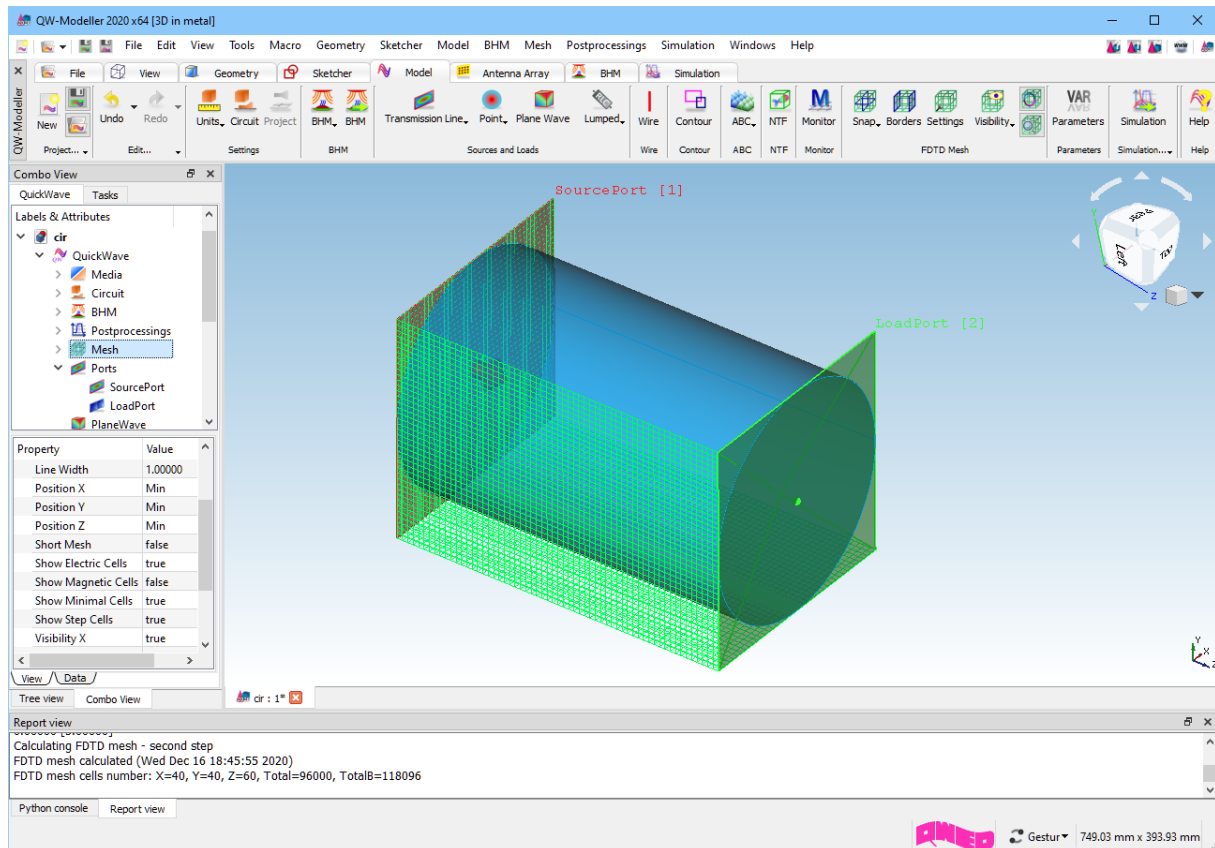 QW-Modeller 2020 x64 [3D in metal]
File Edit View Tools Macro Geometry Sketcher Model BHM Mesh Postprocessings Simulation Windows Help
File View Geometry Sketcher Model Antenna Array BHM Simulation
QW-Modeller
New Undo Redo Units Circuit Project BHM BHM Transmission Line Point Plane Wave Lumped Wire Contour ABC NTF Monitor Snap Borders Settings Visibility VAR Parameters Simulation Help
Project... Edit... Settings BHM Sources and Loads Wire Contour ABC NTF Monitor FDTD Mesh Parameters Simulation... Help
Combo View
QuickWave Tasks
Labels & Attributes
cir
QuickWave
Media
Circuit
BHM
Postprocessings
Mesh
Ports
SourcePort
LoadPort
PlaneWave
Property Value
Line Width 1.00000
Position X Min
Position Y Min
Position Z Min
Short Mesh false
Show Electric Cells true
Show Magnetic Cells false
Show Minimal Cells true
Show Step Cells true
Visibility X true
View Data
Tree view Combo View
SourcePort [1]
LoadPort [2]
Y
Left
Z
Y
X
Z
cir : 1*
Report view
Calculating FDTD mesh - second step
FDTD mesh calculated (Wed Dec 16 18:45:55 2020)
FDTD mesh cells number: X=40, Y=40, Z=60, Total=96000, TotalB=118096
Python console Report view
QWED Gestur 749.03 mm x 393.93 mm